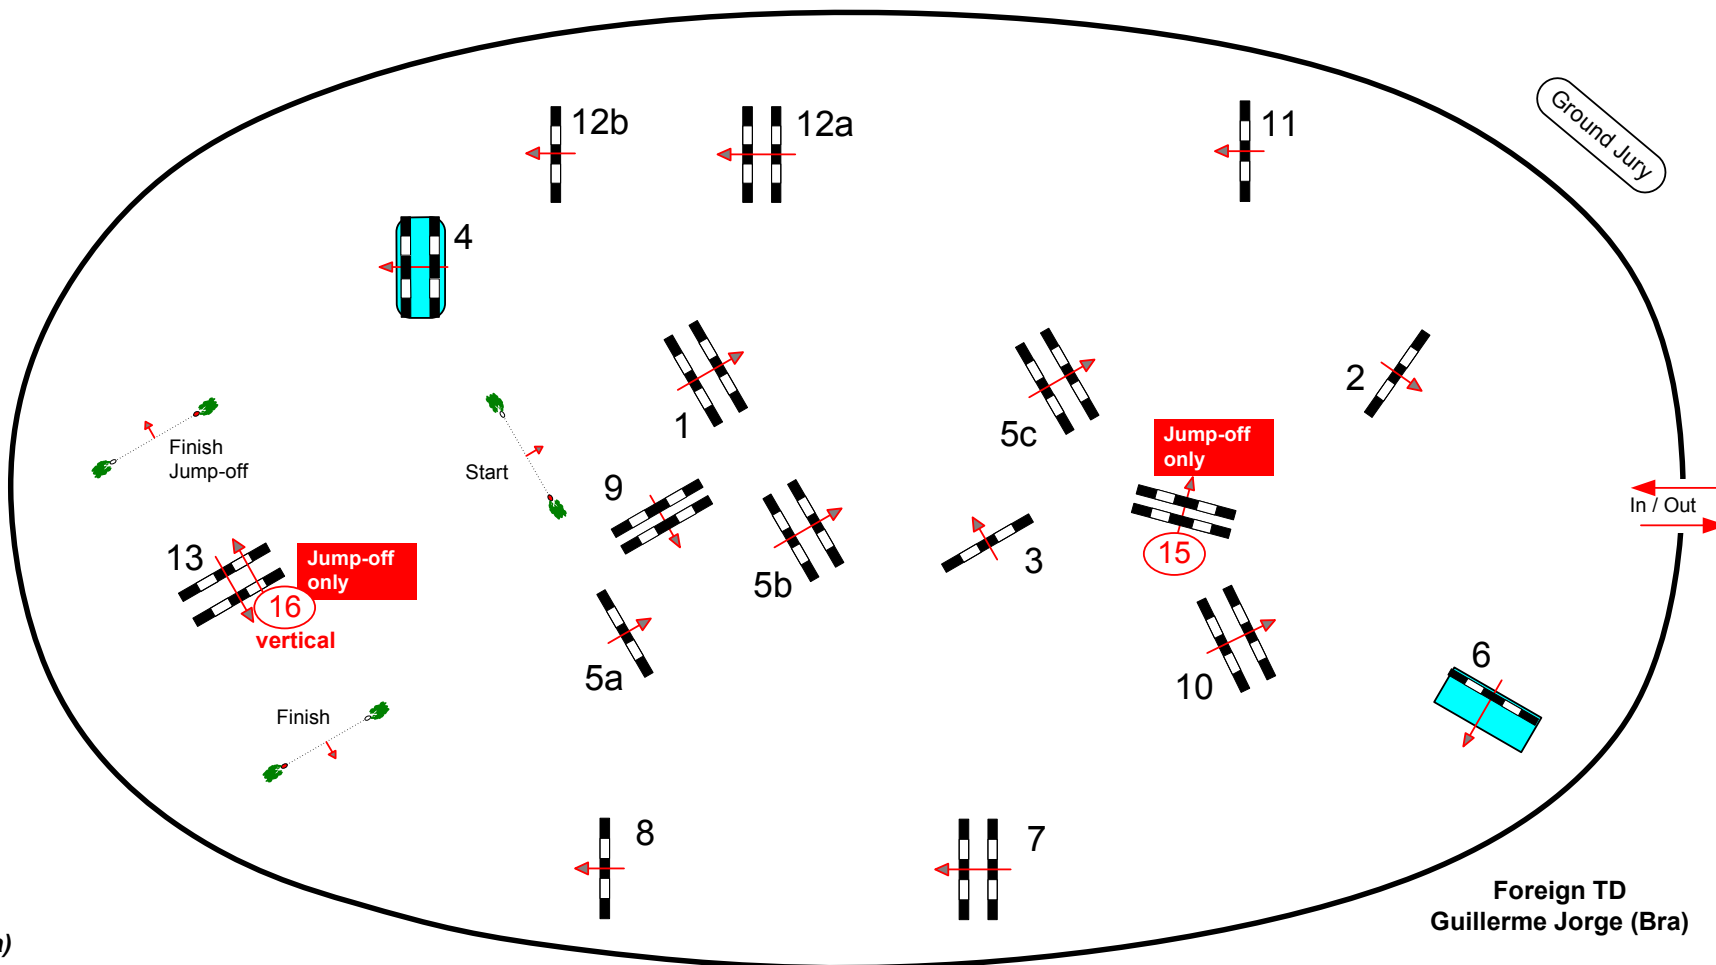 12b
12a
11
Ground Jury
4
2
1
5c
Jump-off
only
Finish
Jump-off
Start
9
In / Out
13
Jump-off
only
5b
3
15
16
vertical
5a
10
6
Finish
8
7
Foreign TD
Guillerme Jorge (Bra)